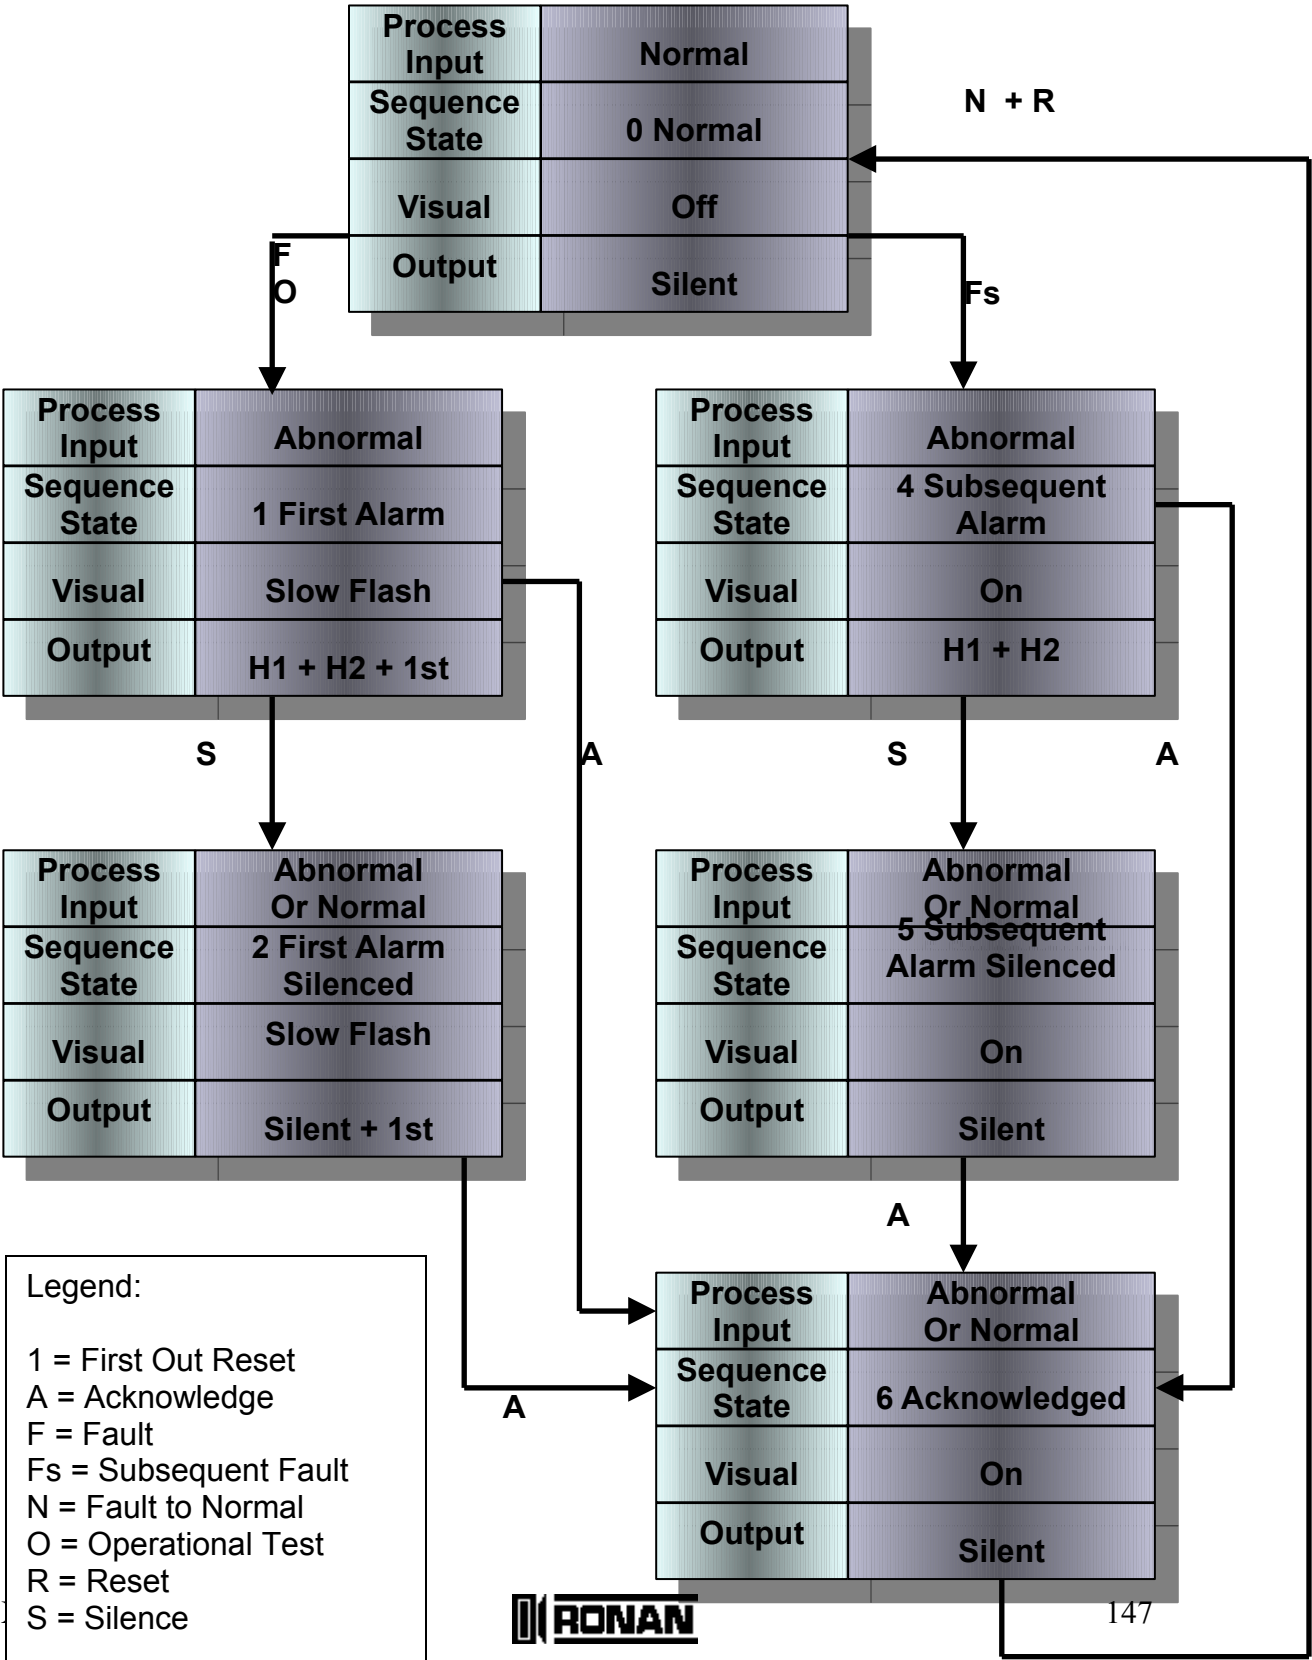 Process
Input
Normal
Sequence
State
0 Normal
Visual
Off
Output
Silent
N + R
F
O
Fs
Process
Input
Abnormal
Sequence
State
1 First Alarm
Visual
Slow Flash
Output
H1 + H2 + 1st
Process
Input
Abnormal
Sequence
State
4 Subsequent
Alarm
Visual
On
Output
H1 + H2
S
A
S
A
Process
Input
Abnormal
Or Normal
Sequence
State
2 First Alarm
Silenced
Visual
Slow Flash
Output
Silent + 1st
Process
Input
Abnormal
Or Normal
Sequence
State
5 Subsequent
Alarm Silenced
Visual
On
Output
Silent
A
A
Process
Input
Abnormal
Or Normal
Sequence
State
6 Acknowledged
Visual
On
Output
Silent
Legend:
1 = First Out Reset
A = Acknowledge
F = Fault
Fs = Subsequent Fault
N = Fault to Normal
O = Operational Test
R = Reset
S = Silence
RONAN
147